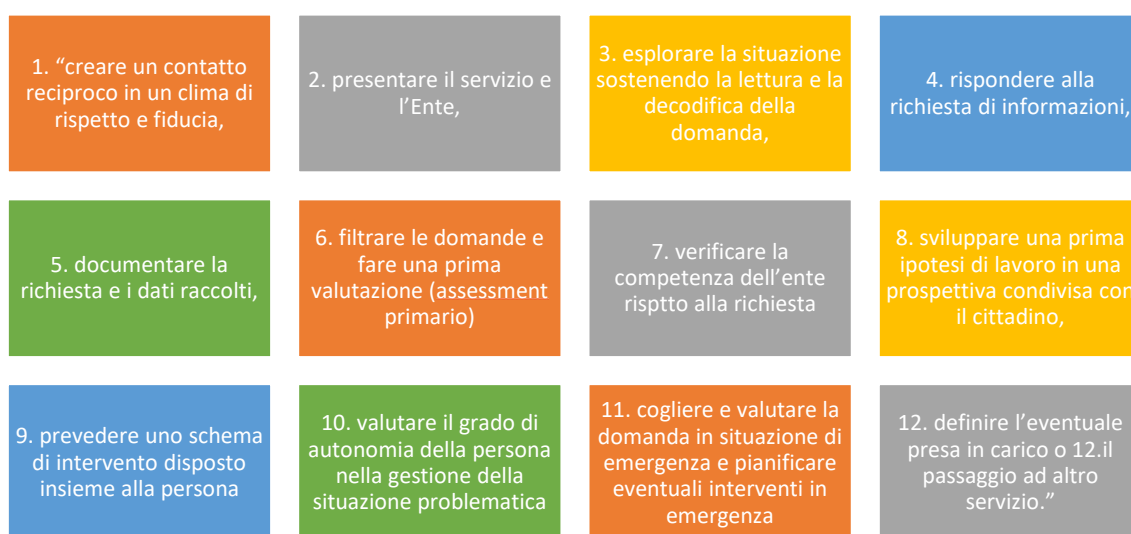 1. “creare un contatto
reciproco in un clima di
rispetto e fiducia,
2. presentare il servizio e
l’Ente,
3. esplorare la situazione
sostenendo la lettura e la
decodifica della
domanda,
4. rispondere alla
richiesta di informazioni,
5. documentare la
richiesta e i dati raccolti,
6. filtrare le domande e
fare una prima
valutazione (assessment
primario)
7. verificare la
competenza dell’ente
risptto alla richiesta
8. sviluppare una prima
ipotesi di lavoro in una
prospettiva condivisa con
il cittadino,
9. prevedere uno schema
di intervento disposto
insieme alla persona
10. valutare il grado di
autonomia della persona
nella gestione della
situazione problematica
11. cogliere e valutare la
domanda in situazione di
emergenza e pianificare
eventuali interventi in
emergenza
12. definire l’eventuale
presa in carico o 12.il
passaggio ad altro
servizio.”